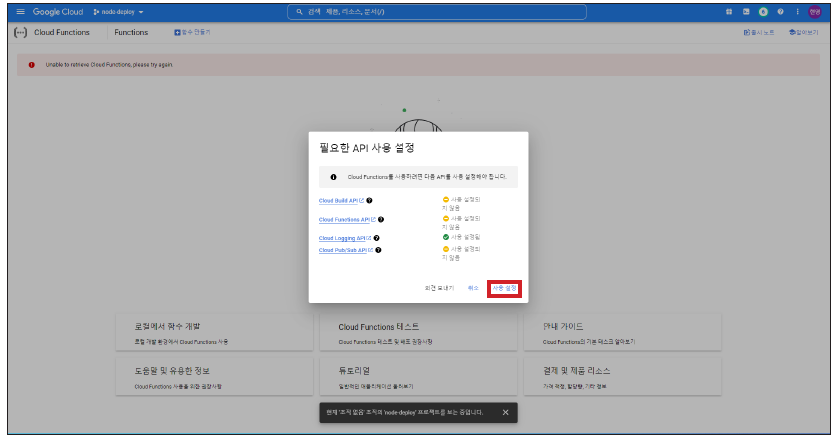 Google Cloud
node-deploy
검색 제품, 리소스, 문서(/)
Cloud Functions
Functions
함수 만들기
출시 노트
알아보기
Unable to retrieve Cloud Functions, please try again.
필요한 API 사용 설정
Cloud Functions를 사용하려면 다음 API를 사용 설정해야 합니다.
Cloud Build API
사용 설정되
지 않음
Cloud Functions API
사용 설정되
지 않음
Cloud Logging API
사용 설정됨
Cloud Pub/Sub API
사용 설정되
지 않음
의견 보내기
취소
사용 설정
로컬에서 함수 개발
로컬 개발 환경에서 Cloud Functions 사용
Cloud Functions 테스트
Cloud Functions 테스트 및 배포 권장사항
안내 가이드
Cloud Functions의 기본 태스크 알아보기
도움말 및 유용한 정보
Cloud Functions 사용을 위한 권장사항
튜토리얼
일반적인 애플리케이션 둘러보기
결제 및 제품 리소스
가격 책정, 할당량, 기타 정보
현재 '조직 없음' 조직의 'node-deploy' 프로젝트를 보는 중입니다.